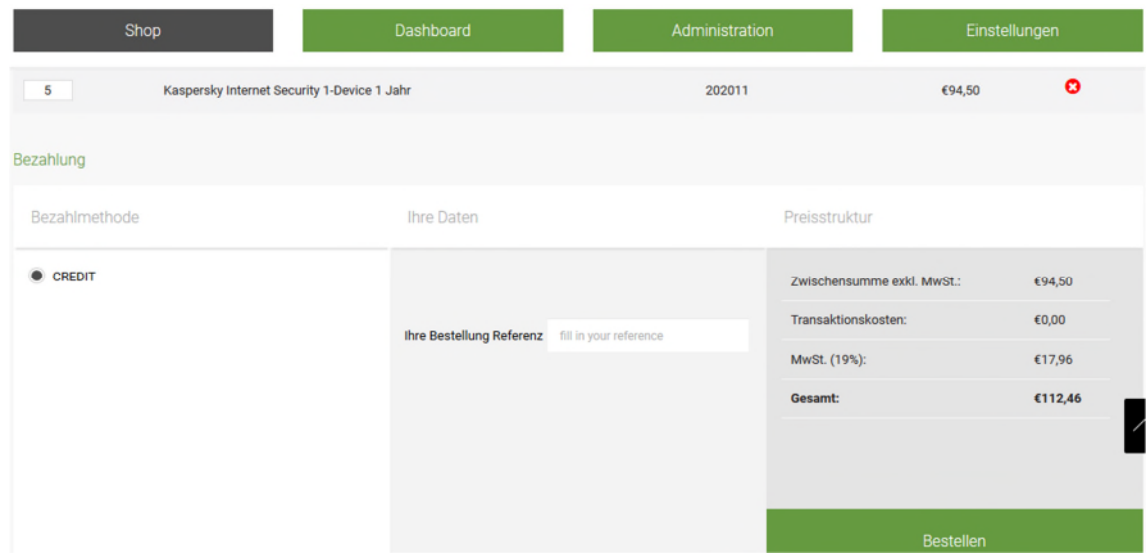 Shop Dashboard Administration Einstellungen
5 Kaspersky Internet Security 1-Device 1 Jahr 202011 €94,50
Bezahlung
Bezahlmethode Ihre Daten Preisstruktur
CREDIT
Ihre Bestellung Referenz fill in your reference
Zwischensumme exkl. MwSt.: €94,50
Transaktionskosten: €0,00
MwSt. (19%): €17,96
Gesamt: €112,46
Bestellen